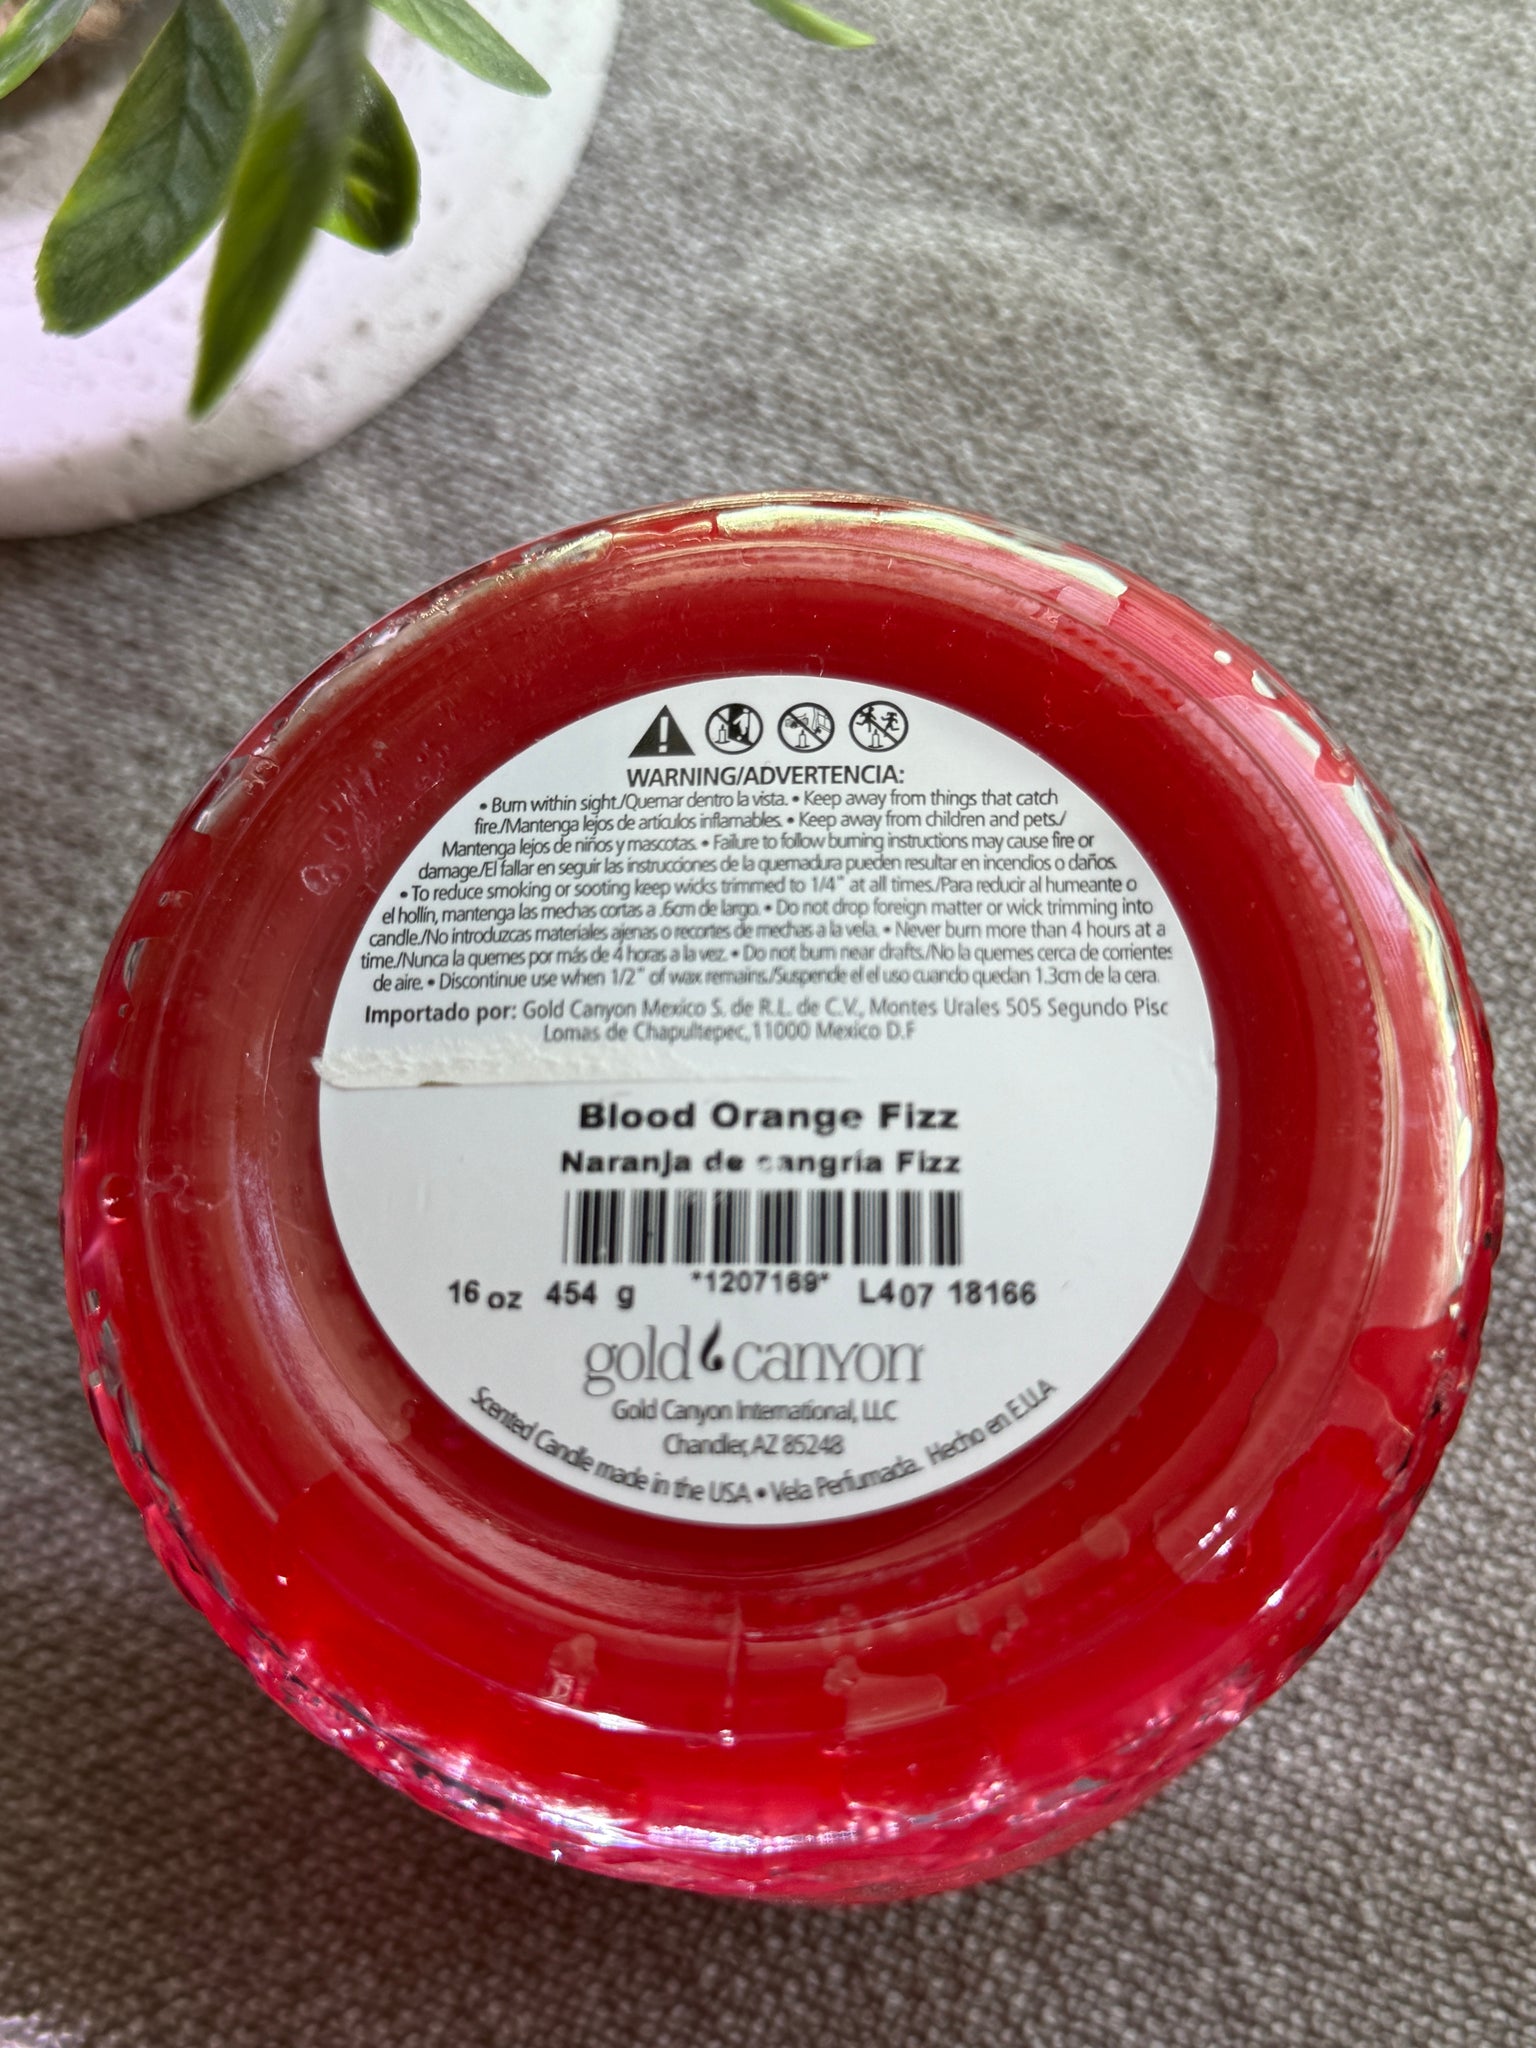 WARNING/ADVERTENCIA:
• Burn within sight./Quemar dentro la vista. • Keep away from things that catch
fire./Mantenga lejos de articulos inflamables. • Keep away from children and pets./
Mantenga lejos de niños y mascotas. • Failure to follow burning instructions may cause fire or
damage./El fallar en seguir las instrucciones de la quemadura pueden resultar en incendios o daños.
• To reduce smoking or sooting keep wicks trimmed to 1/4" at all times./Para reducir al humeante o
el hollín, mantenga las mechas cortas a .6cm de largo. • Do not drop foreign matter or wick trimming into
candle./No introduzcas materiales ajenas o recortes de mechas a la vela. • Never burn more than 4 hours at a
time./Nunca la quemes por más de 4 horas a la vez. • Do not burn near drafts./No la quemes cerca de corrientes
de aire. • Discontinue use when 1/2" of wax remains./Suspende el el uso cuando quedan 1.3cm de la cera.
Importado por: Gold Canyon Mexico S. de R.L. de C.V., Montes Urales 505 Segundo Pisc
Lomas de Chapultepec, 11000 Mexico D.F
Blood Orange Fizz
Naranja de sangria Fizz
16 oz 454 g *1207169* L407 18166
gold canyon
Gold Canyon International, LLC
Chandler, AZ 85248
Scented Candle made in the USA • Vela Perfumada. Hecho en E.U.A